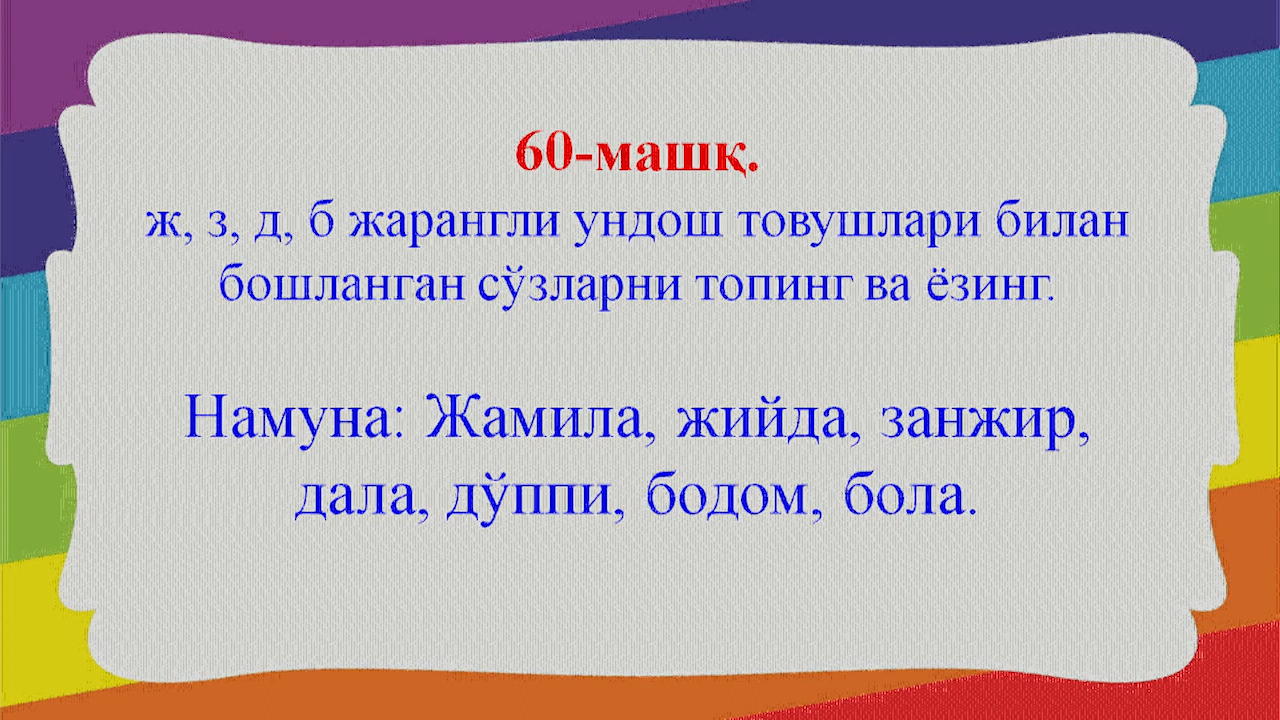 60-машқ.
ж, з, д, б жарангли ундош товушлари билан
бошланган сўзларни топинг ва ёзинг.
Намуна: Жамила, жийда, занжир,
дала, дўппи, бодом, бола.